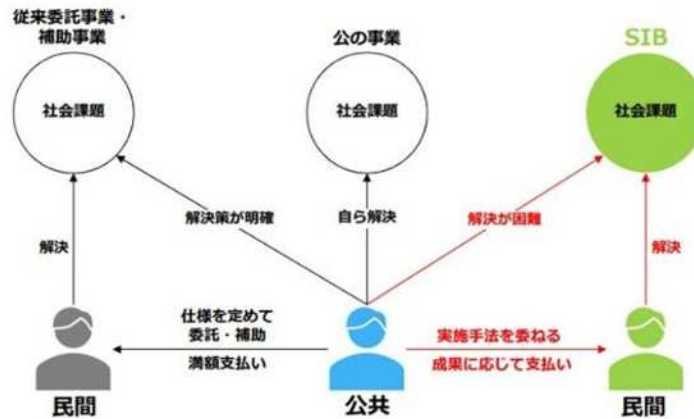 従来委託事業・
補助事業
公の事業
SIB
社会課題
社会課題
社会課題
解決策が明確
自ら解決
解決が困難
解決
解決
仕様を定めて
委託・補助
満額支払い
実施手法を委ねる
成果に応じて支払い
民間
公共
民間